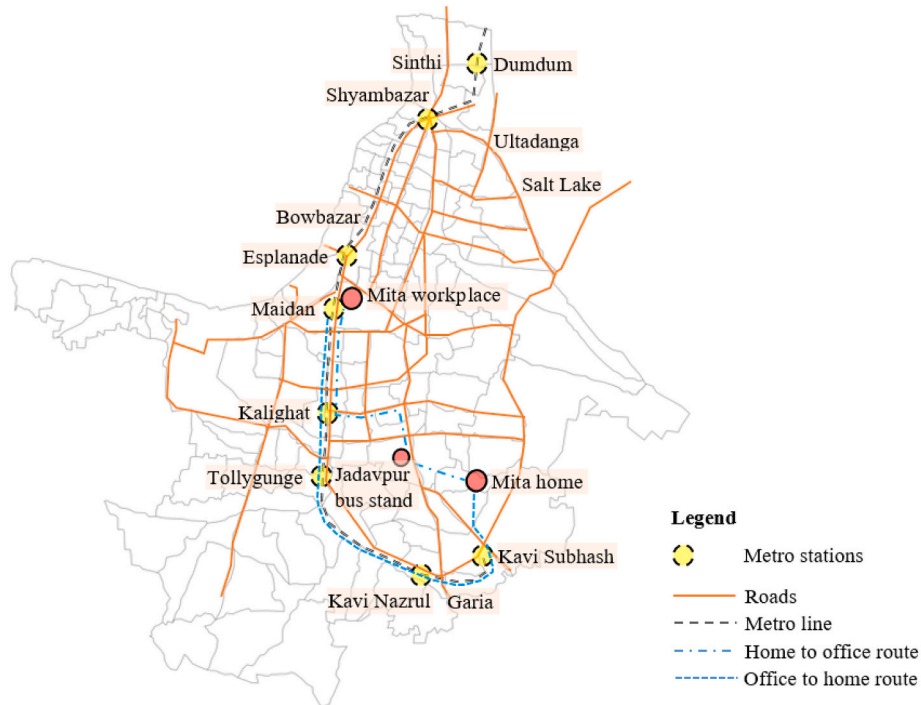 Sinthi
Dumdum
Shyambazar
Ultadanga
Salt Lake
Bowbazar
Esplanade
Mita workplace
Maidan
Kalighat
Tollygunge
Jadavpur
bus stand
Mita home
Kavi Subhash
Kavi Nazrul
Garia
Legend
Metro stations
Roads
Metro line
Home to office route
Office to home route